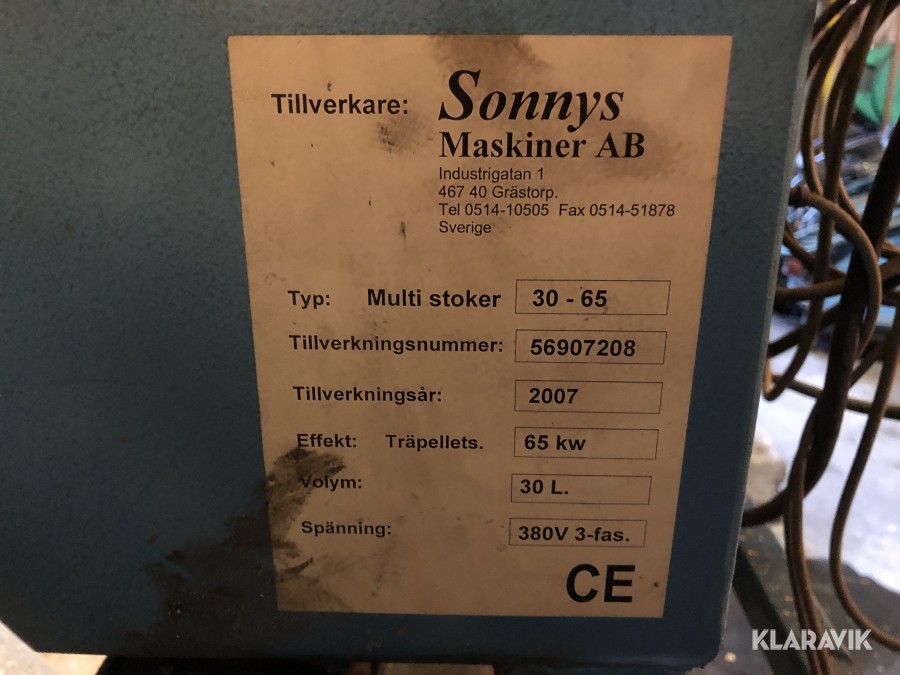 Tillverkare: Sonnys
Maskiner AB
Industrigatan 1
467 40 Grästorp.
Tel 0514-10505 Fax 0514-51878
Sverige
Typ: Multi stoker 30 - 65
Tillverkningsnummer: 56907208
Tillverkningsår: 2007
Effekt: Träpellets. 65 kw
Volym: 30 L.
Spänning: 380V 3-fas.
CE
KLARAVIK